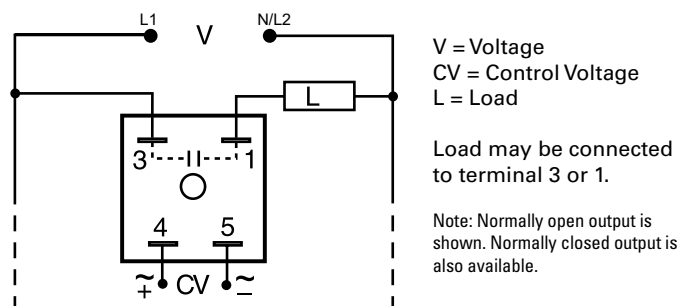 L1 V N/L2
L
3 1
4 5
~+ CV ~−
V = Voltage
CV = Control Voltage
L = Load
Load may be connected
to terminal 3 or 1.
Note: Normally open output is
shown. Normally closed output is
also available.